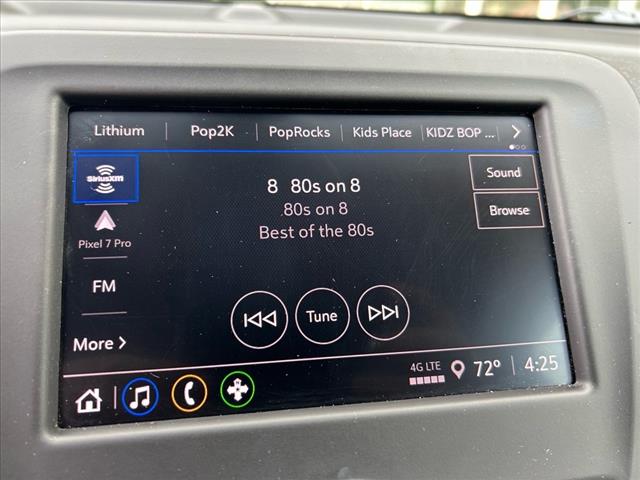 Lithium Pop2K PopRocks Kids Place KIDZ BOP ...
SiriusXM
8 80s on 8
80s on 8
Best of the 80s
Sound
Browse
Pixel 7 Pro
FM
More
Tune
4G LTE
72° 4:25